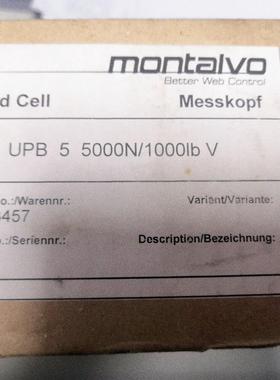 montalvo
Better Web Control
d Cell Messkopf
UPB 5 5000N/1000lb V
o.:/Warennr.: Variant/Variante:
457
o.:/Seriennr.: Description/Bezeichnung: